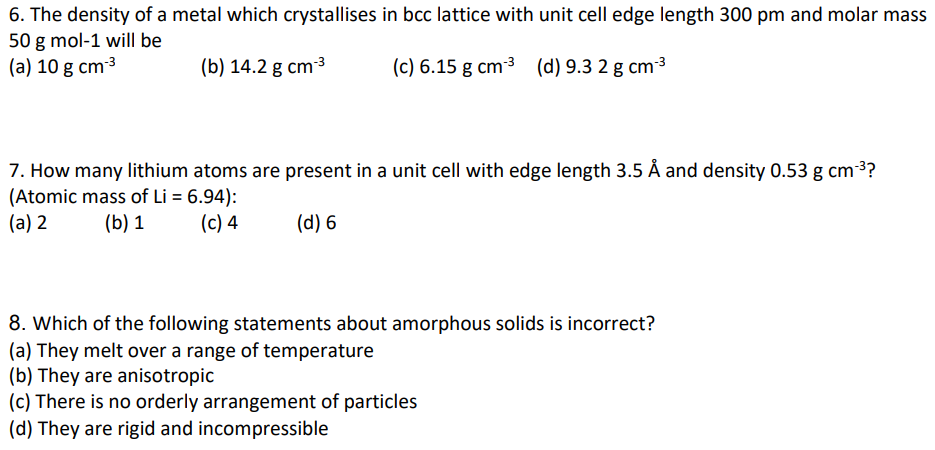 6. The density of a metal which crystallises in bcc lattice with unit cell edge length 300 pm and molar mass
50 g mol-1 will be
(a) 10 g cm⁻³ (b) 14.2 g cm⁻³ (c) 6.15 g cm⁻³ (d) 9.3 2 g cm⁻³
7. How many lithium atoms are present in a unit cell with edge length 3.5 Å and density 0.53 g cm⁻³?
(Atomic mass of Li = 6.94):
(a) 2 (b) 1 (c) 4 (d) 6
8. Which of the following statements about amorphous solids is incorrect?
(a) They melt over a range of temperature
(b) They are anisotropic
(c) There is no orderly arrangement of particles
(d) They are rigid and incompressible